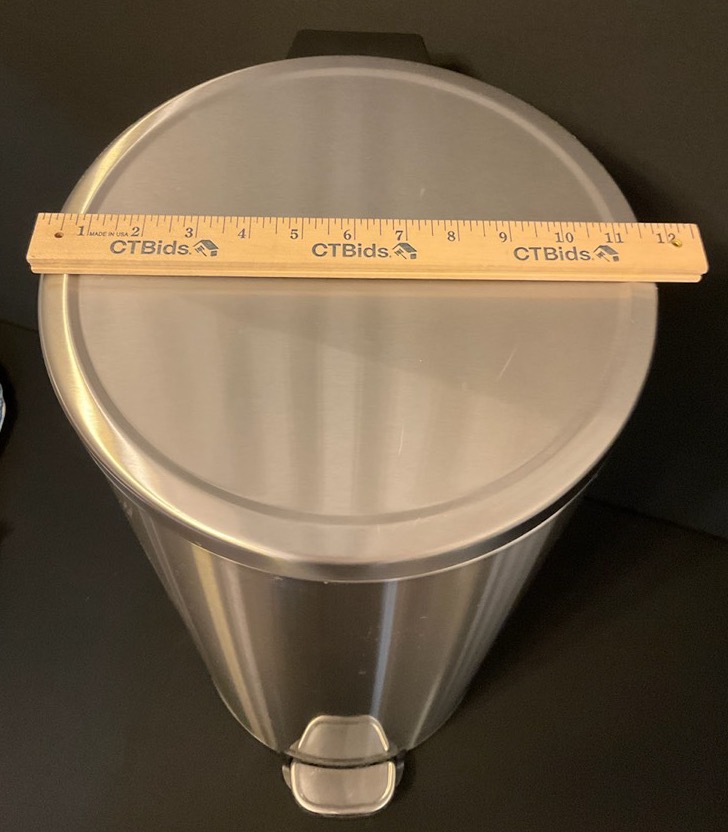 1 MADE IN USA 2 3 4 5 6 7 8 9 10 11 12
CTBids. CTBids. CTBids.